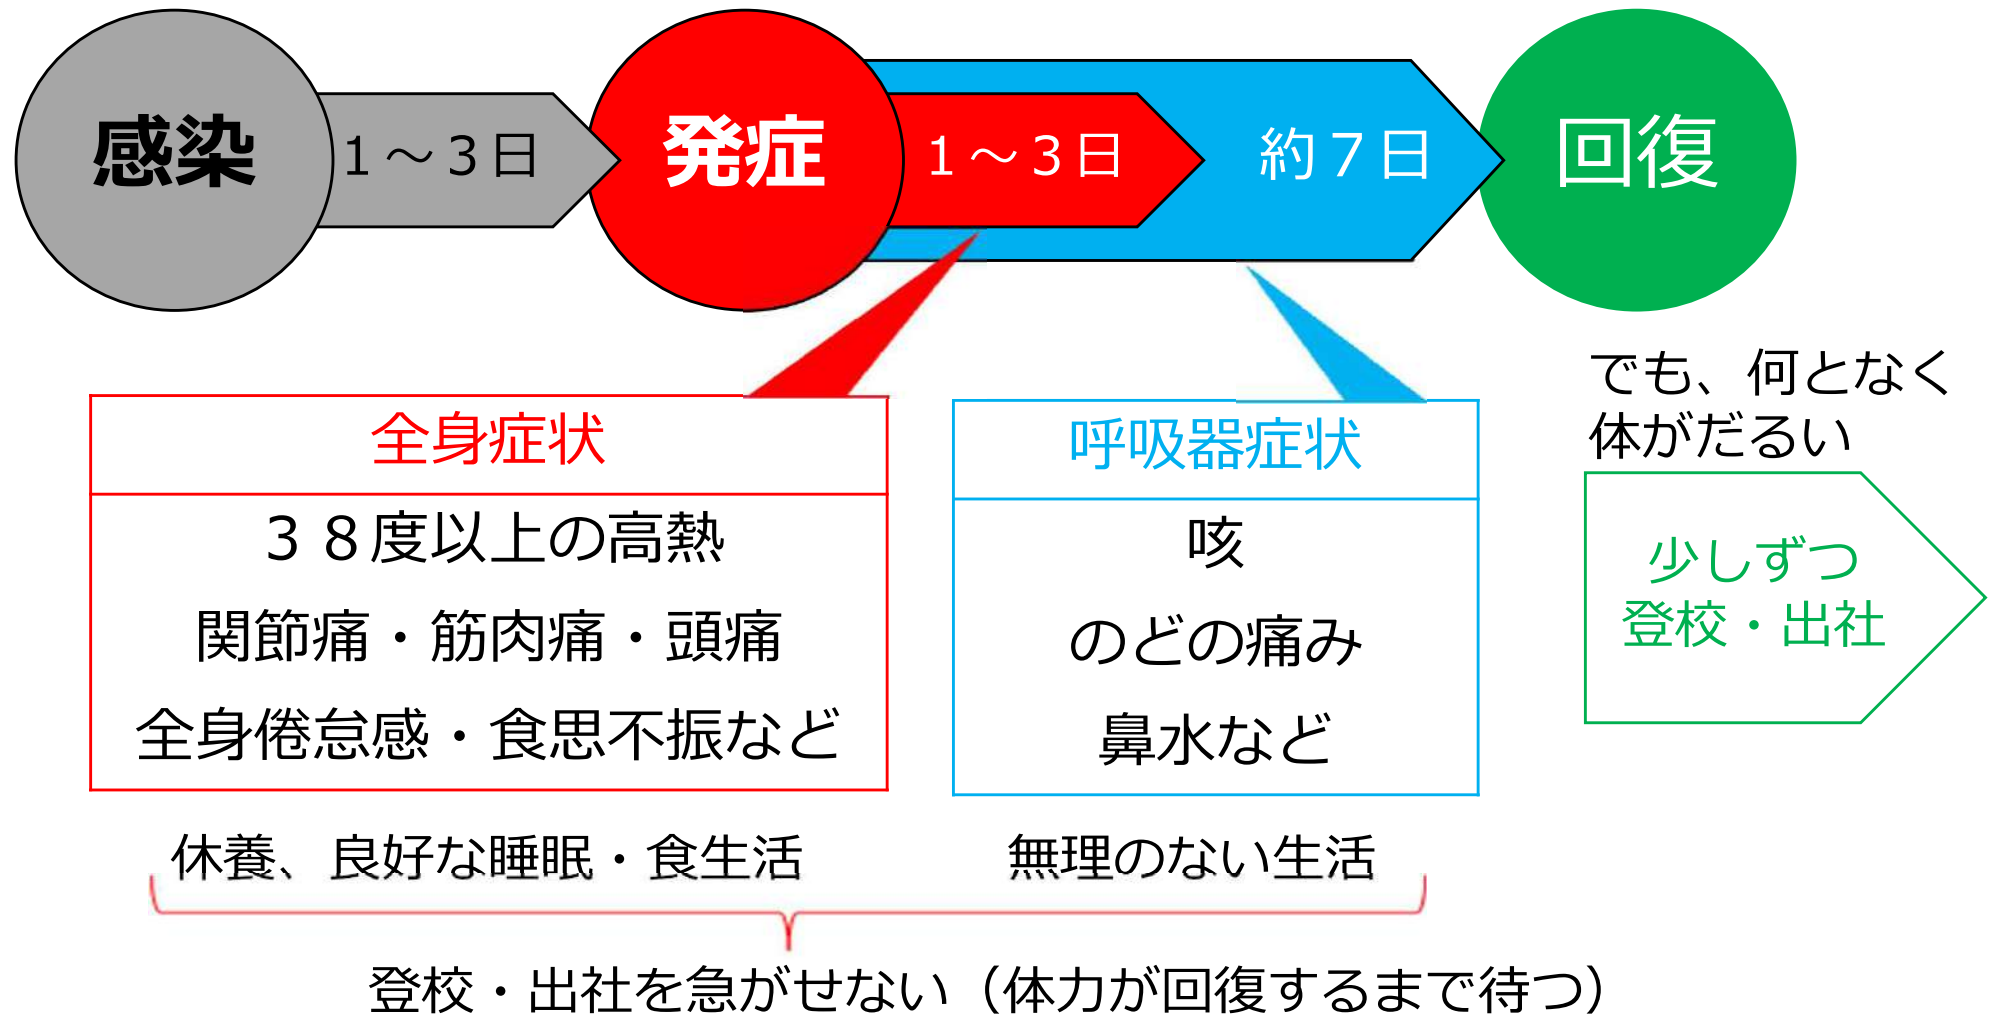 感染
１～３日
発症
１～３日
約７日
回復
全身症状
３８度以上の高熱
関節痛・筋肉痛・頭痛
全身倦怠感・食思不振など
呼吸器症状
咳
のどの痛み
鼻水など
でも、何となく
体がだるい
少しずつ
登校・出社
休養、良好な睡眠・食生活
無理のない生活
登校・出社を急がせない（体力が回復するまで待つ）